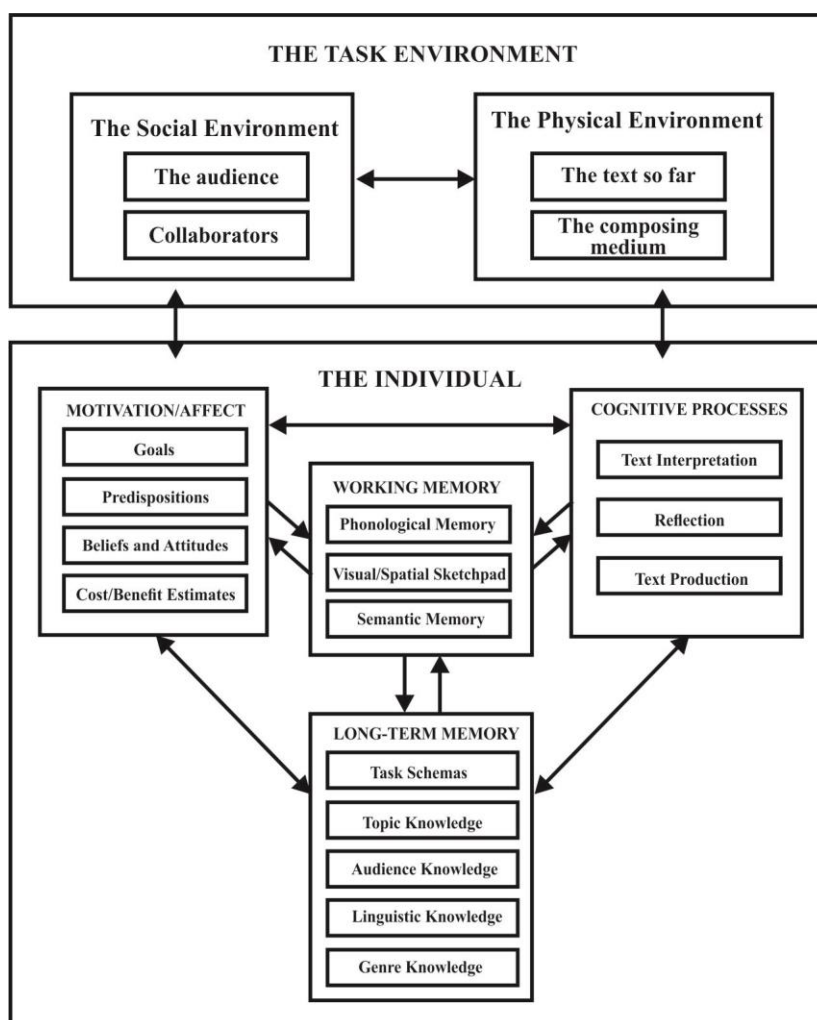 THE TASK ENVIRONMENT
The Social Environment
The audience
Collaborators
The Physical Environment
The text so far
The composing
medium
THE INDIVIDUAL
MOTIVATION/AFFECT
Goals
Predispositions
Beliefs and Attitudes
Cost/Benefit Estimates
WORKING MEMORY
Phonological Memory
Visual/Spatial Sketchpad
Semantic Memory
COGNITIVE PROCESSES
Text Interpretation
Reflection
Text Production
LONG-TERM MEMORY
Task Schemas
Topic Knowledge
Audience Knowledge
Linguistic Knowledge
Genre Knowledge